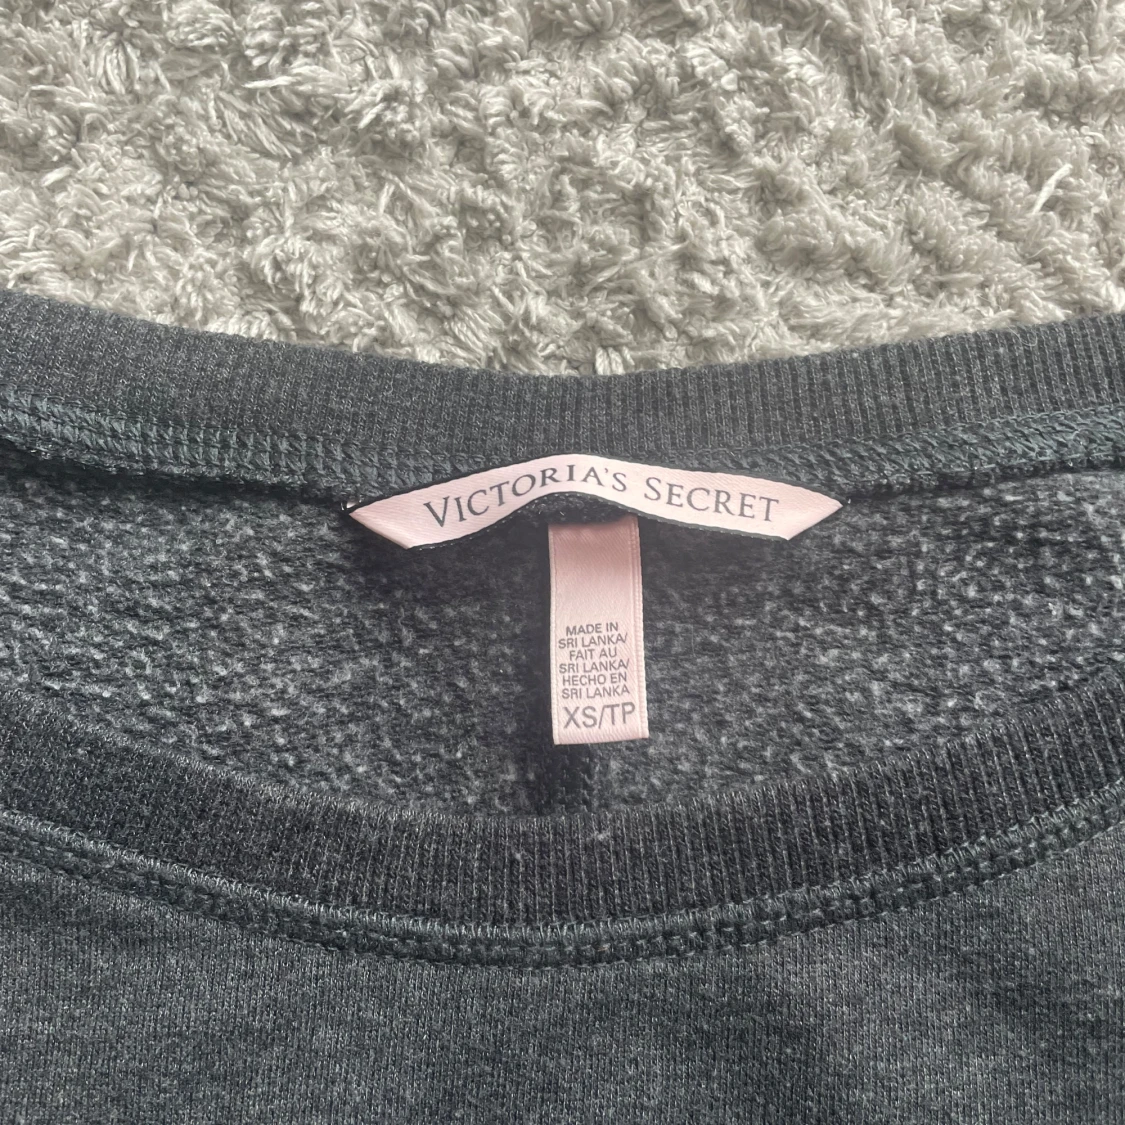 VICTORIA'S SECRET
MADE IN
SRI LANKA/
FAIT AU
SRI LANKA/
HECHO EN
SRI LANKA
XS/TP